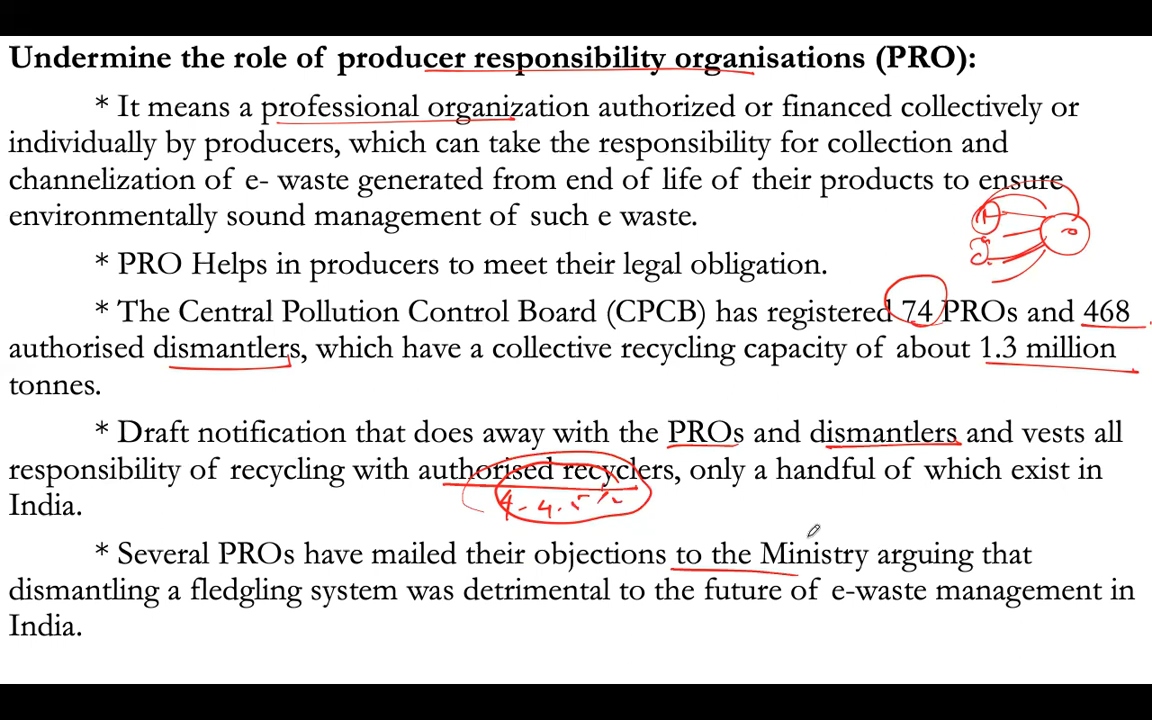 Undermine the role of producer responsibility organisations (PRO):
* It means a professional organization authorized or financed collectively or
individually by producers, which can take the responsibility for collection and
channelization of e- waste generated from end of life of their products to ensure
environmentally sound management of such e waste.
* PRO Helps in producers to meet their legal obligation.
* The Central Pollution Control Board (CPCB) has registered 74 PROs and 468
authorised dismantlers, which have a collective recycling capacity of about 1.3 million
tonnes.
* Draft notification that does away with the PROs and dismantlers and vests all
responsibility of recycling with authorised recyclers, only a handful of which exist in
India.
* Several PROs have mailed their objections to the Ministry arguing that
dismantling a fledgling system was detrimental to the future of e-waste management in
India.